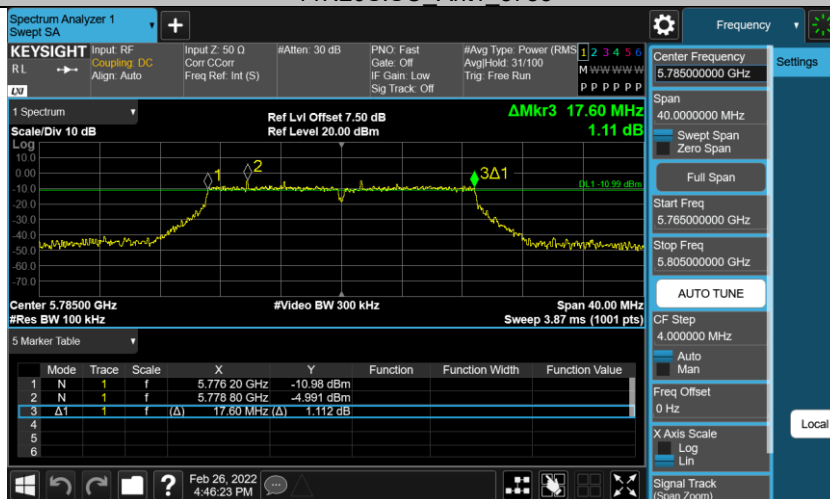 Spectrum Analyzer 1
Swept SA
Frequency
KEYSIGHT
Input: RF
Input Z: 50 Ω
#Atten: 30 dB
PNO: Fast
#Avg Type: Power (RMS
1 2 3 4 5 6
R L
Coupling: DC
Corr CCorr
Gate: Off
Avg|Hold: 31/100
M W W W W W
Align: Auto
Freq Ref: Int (S)
IF Gain: Low
Trig: Free Run
P P P P P P
LXI
Sig Track: Off
1 Spectrum
Ref Lvl Offset 7.50 dB
ΔMkr3 17.60 MHz
Scale/Div 10 dB
Ref Level 20.00 dBm
1.11 dB
Log
10.0
0.00
-10.0
-20.0
-30.0
-40.0
-50.0
-60.0
-70.0
1
2
3Δ1
DL1 -10.99 dBm
Center 5.78500 GHz
#Video BW 300 kHz
Span 40.00 MHz
#Res BW 100 kHz
Sweep 3.87 ms (1001 pts)
5 Marker Table
Mode Trace Scale X Y Function Function Width Function Value
1 N 1 f 5.776 20 GHz -10.98 dBm
2 N 1 f 5.778 80 GHz -4.991 dBm
3 Δ1 1 f (Δ) 17.60 MHz (Δ) 1.112 dB
4
5
6
Feb 26, 2022
4:46:23 PM
Center Frequency
5.785000000 GHz
Settings
Span
40.0000000 MHz
Swept Span
Zero Span
Full Span
Start Freq
5.765000000 GHz
Stop Freq
5.805000000 GHz
AUTO TUNE
CF Step
4.000000 MHz
Auto
Man
Freq Offset
0 Hz
Local
X Axis Scale
Log
Lin
Signal Track
(Span Zoom)